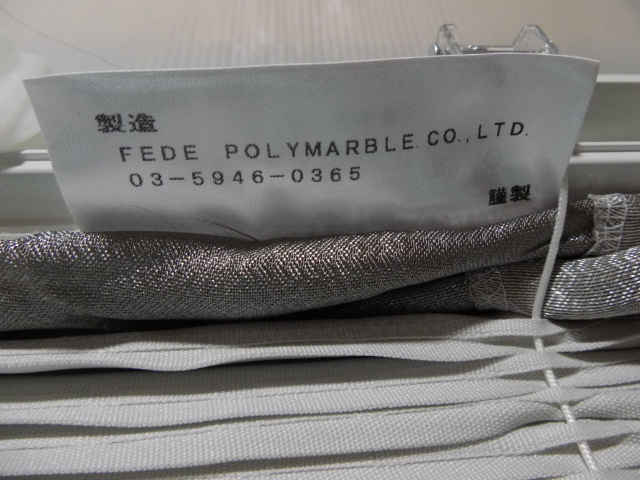 製造
FEDE POLYMARBLE.CO.,LTD.
03-5946-0365
謹製